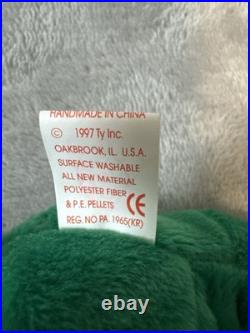 HANDMADE IN CHINA
© 1997 Ty Inc.
OAKBROOK, IL. U.S.A.
SURFACE WASHABLE
ALL NEW MATERIAL
POLYESTER FIBER
& P.E. PELLETS CE
REG. NO PA. 1965(KR)